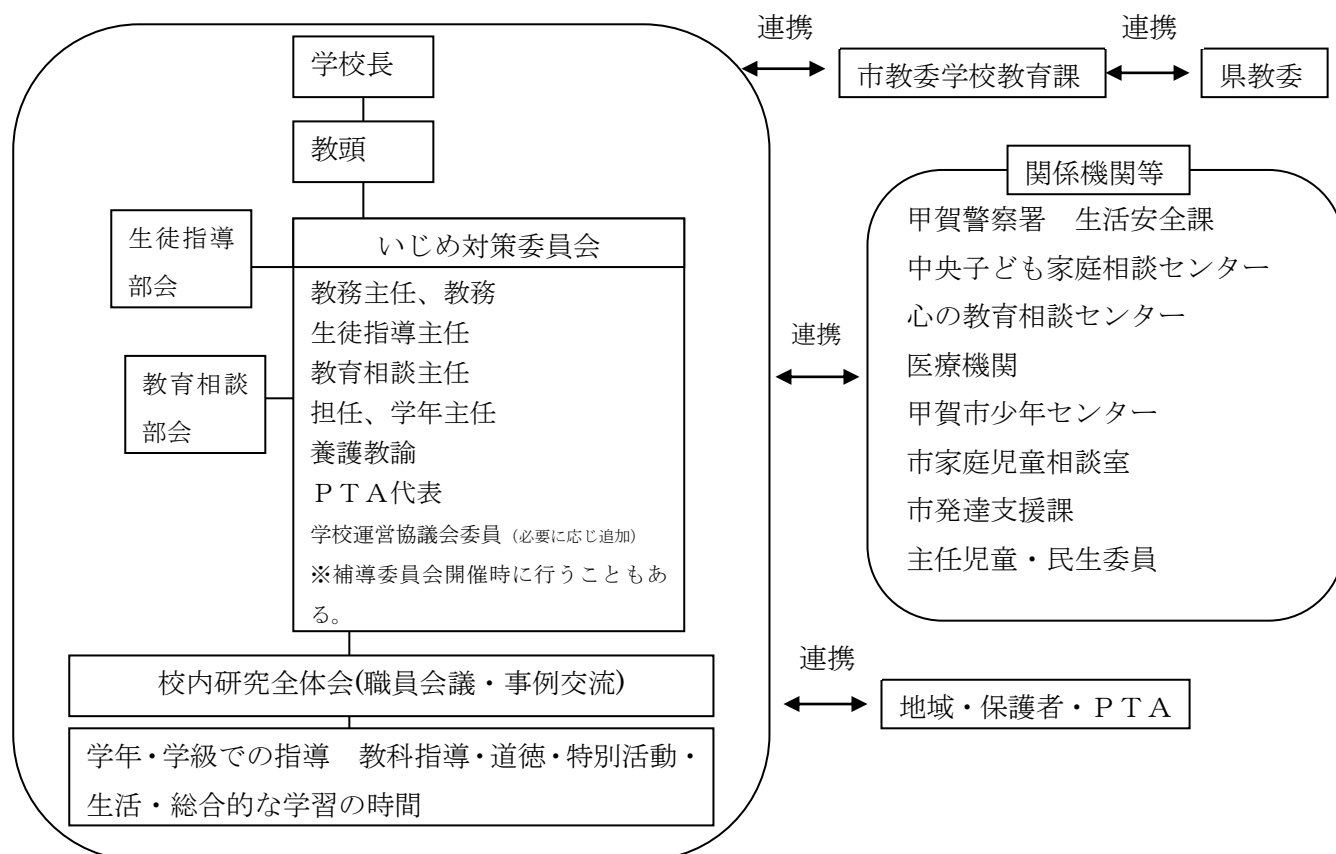 学校長
教頭
生徒指導
部会
教育相談
部会
いじめ対策委員会
教務主任、教務
生徒指導主任
教育相談主任
担任、学年主任
養護教諭
ＰＴＡ代表
学校運営協議会委員（必要に応じ追加）
※補導委員会開催時に行うこともあ
る。
校内研究全体会(職員会議・事例交流)
学年・学級での指導　教科指導・道徳・特別活動・
生活・総合的な学習の時間
連携
市教委学校教育課
連携
県教委
連携
関係機関等
甲賀警察署　生活安全課
中央子ども家庭相談センター
心の教育相談センター
医療機関
甲賀市少年センター
市家庭児童相談室
市発達支援課
主任児童・民生委員
連携
地域・保護者・ＰＴＡ